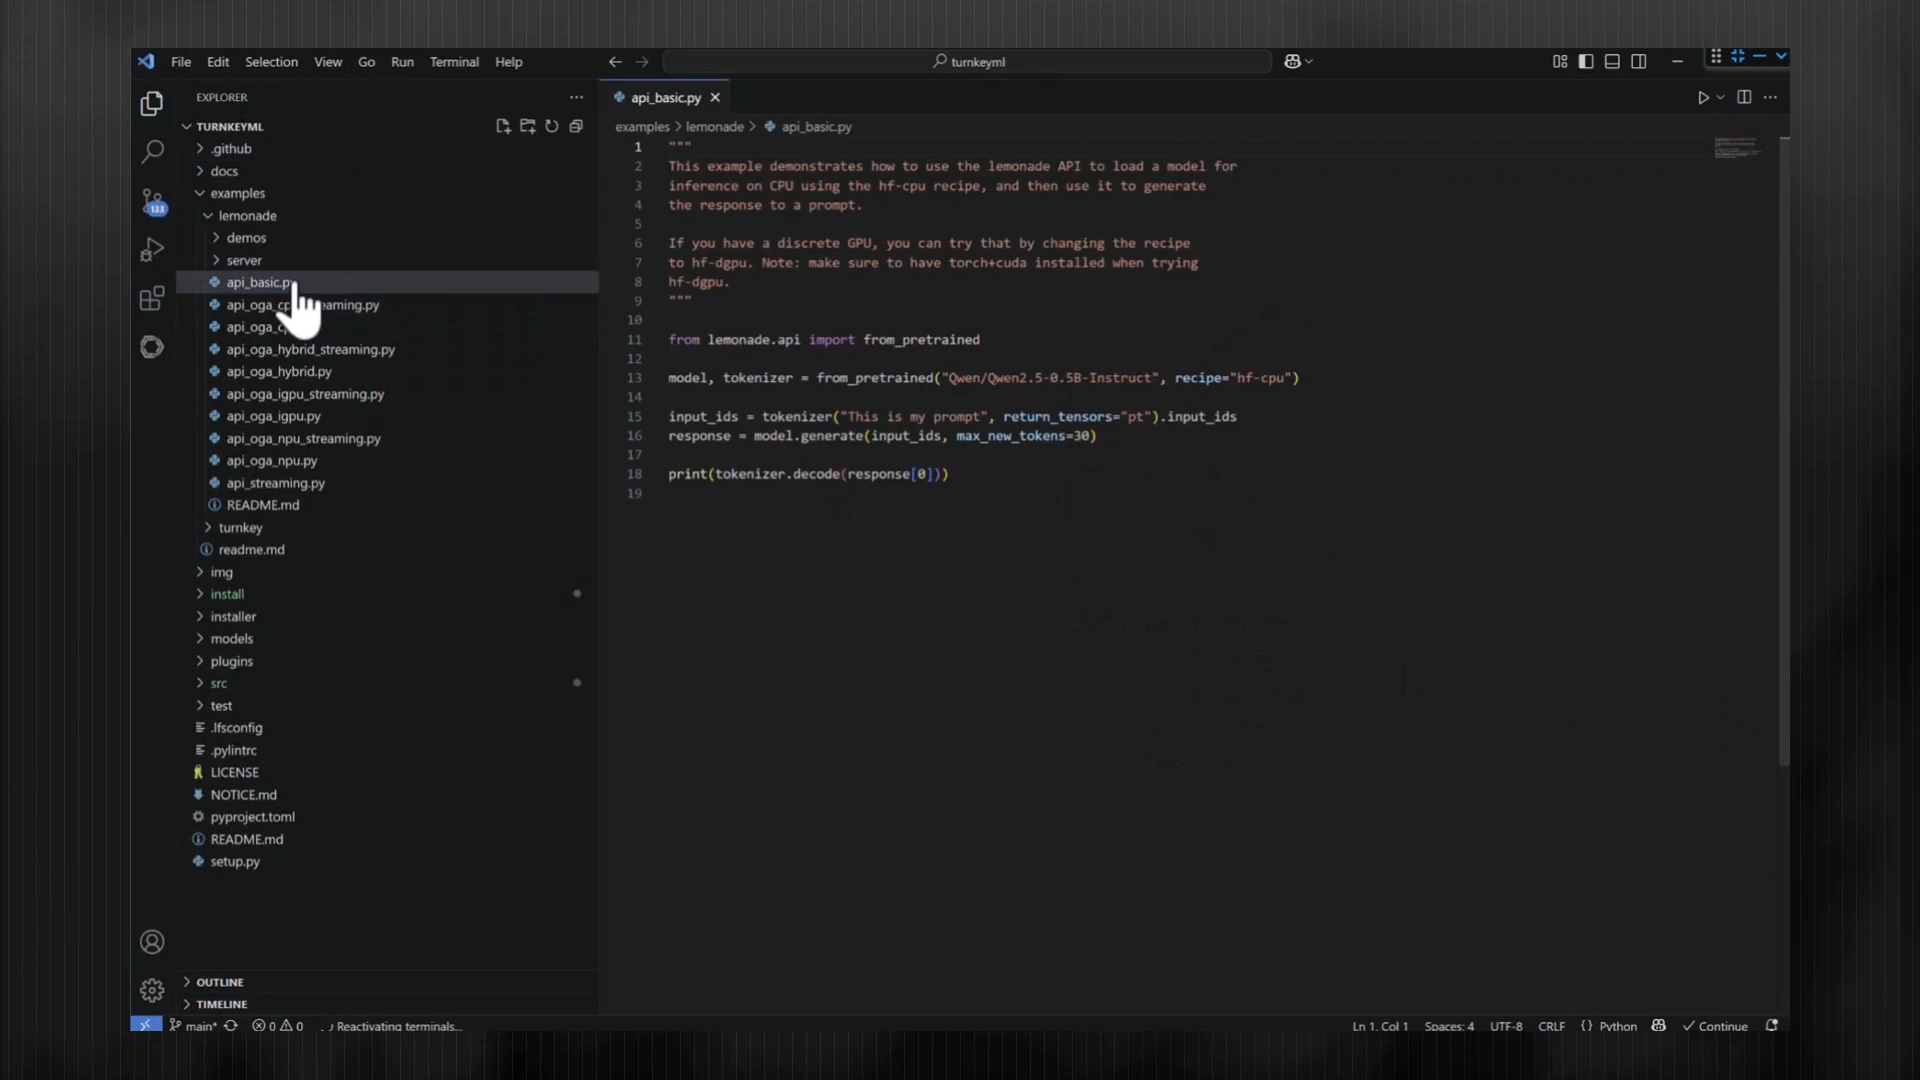 File Edit Selection View Go Run Terminal Help
turnkeyml
EXPLORER
TURNKEYML
.github
docs
examples
lemonade
demos
server
api_basic.py
api_oga_cp eaming.py
api_oga_c
api_oga_hybrid_streaming.py
api_oga_hybrid.py
api_oga_igpu_streaming.py
api_oga_igpu.py
api_oga_npu_streaming.py
api_oga_npu.py
api_streaming.py
README.md
turnkey
readme.md
img
install
installer
models
plugins
src
test
.lfsconfig
.pylintrc
LICENSE
NOTICE.md
pyproject.toml
README.md
setup.py
OUTLINE
TIMELINE
133
api_basic.py
examples > lemonade > api_basic.py
1 """
2 This example demonstrates how to use the lemonade API to load a model for
3 inference on CPU using the hf-cpu recipe, and then use it to generate
4 the response to a prompt.
5
6 If you have a discrete GPU, you can try that by changing the recipe
7 to hf-dgpu. Note: make sure to have torch+cuda installed when trying
8 hf-dgpu.
9 """
10
11 from lemonade.api import from_pretrained
12
13 model, tokenizer = from_pretrained("Qwen/Qwen2.5-0.5B-Instruct", recipe="hf-cpu")
14
15 input_ids = tokenizer("This is my prompt", return_tensors="pt").input_ids
16 response = model.generate(input_ids, max_new_tokens=30)
17
18 print(tokenizer.decode(response[0]))
19
main* 0 0 Reactivating terminals... Ln 1, Col 1 Spaces: 4 UTF-8 CRLF {} Python Continue